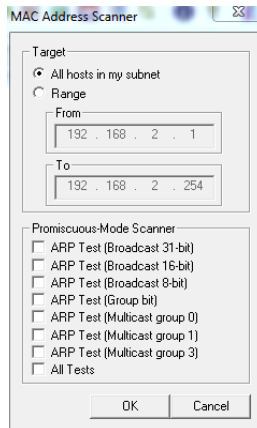 MAC Address Scanner
Target
All hosts in my subnet
Range
From
192 . 168 . 2 . 1
To
192 . 168 . 2 . 254
Promiscuous-Mode Scanner
ARP Test (Broadcast 31-bit)
ARP Test (Broadcast 16-bit)
ARP Test (Broadcast 8-bit)
ARP Test (Group bit)
ARP Test (Multicast group 0)
ARP Test (Multicast group 1)
ARP Test (Multicast group 3)
All Tests
OK Cancel